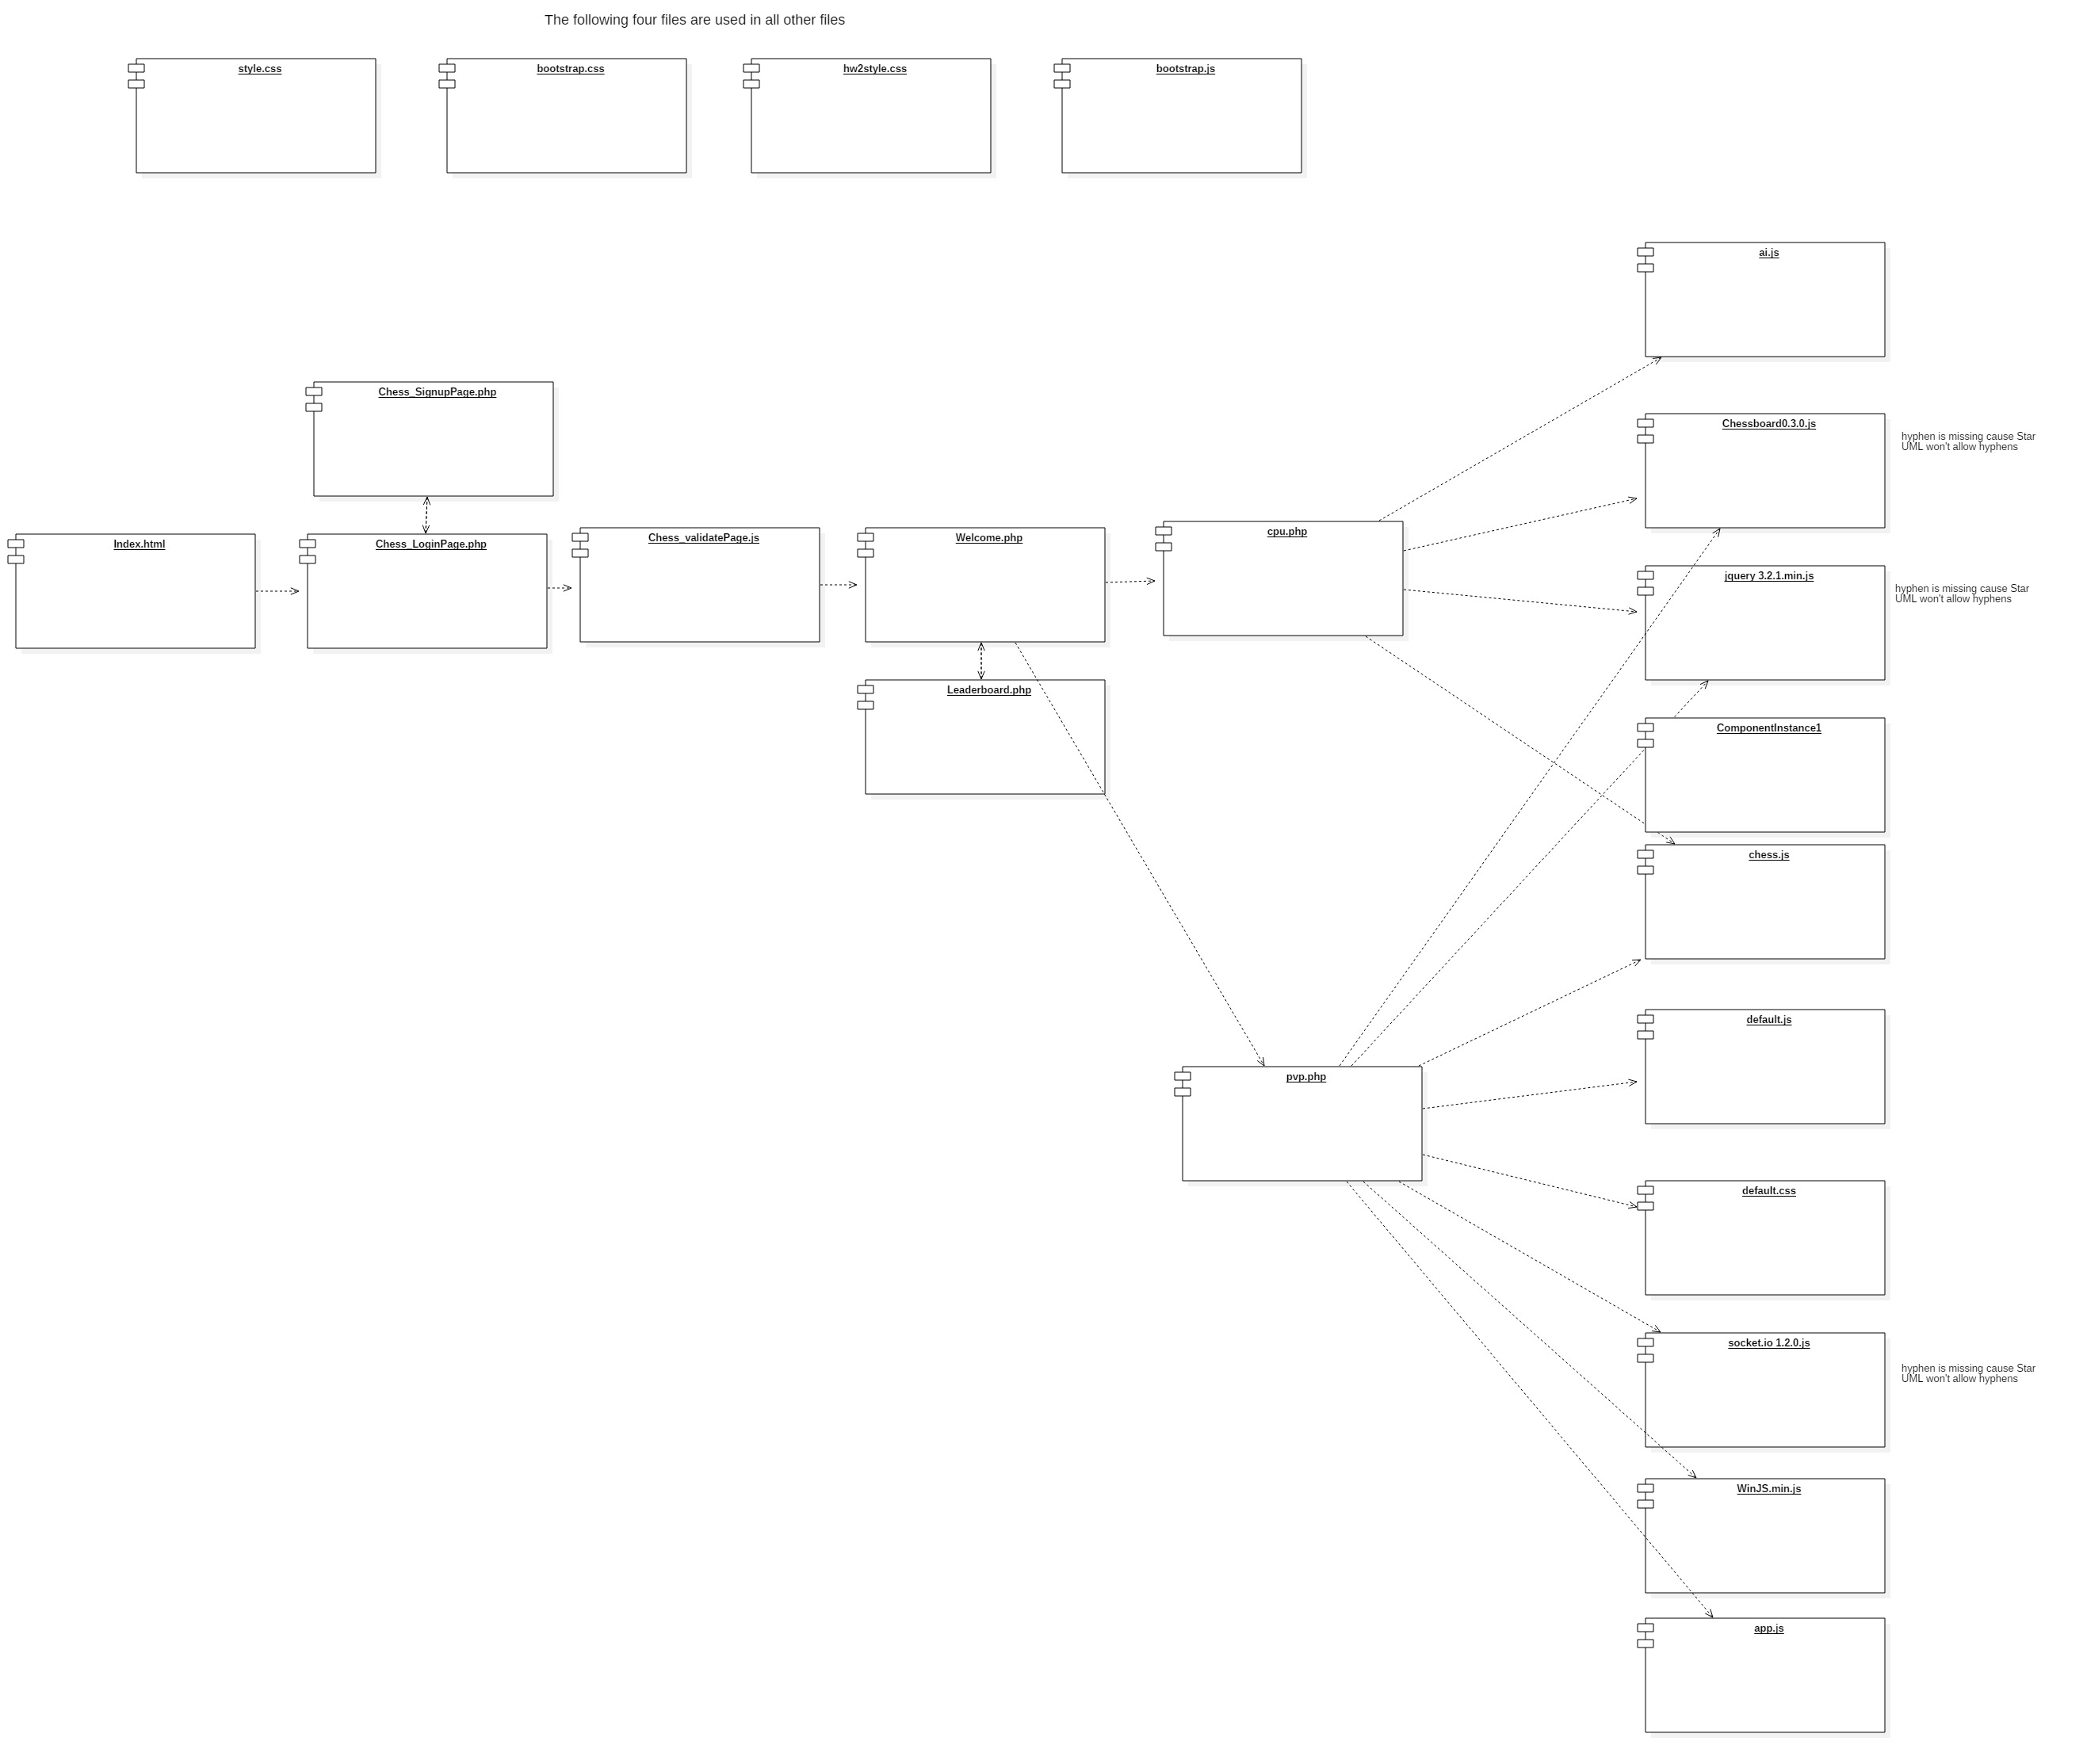 The following four files are used in all other files
style.css
bootstrap.css
hw2style.css
bootstrap.js
ai.js
Chess_SignupPage.php
Chessboard0.3.0.js
hyphen is missing cause Star
UML won't allow hyphens
Index.html
Chess_LoginPage.php
Chess_validatePage.js
Welcome.php
cpu.php
jquery 3.2.1.min.js
hyphen is missing cause Star
UML won't allow hyphens
Leaderboard.php
ComponentInstance1
chess.js
default.js
pvp.php
default.css
socket.io 1.2.0.js
hyphen is missing cause Star
UML won't allow hyphens
WinJS.min.js
app.js